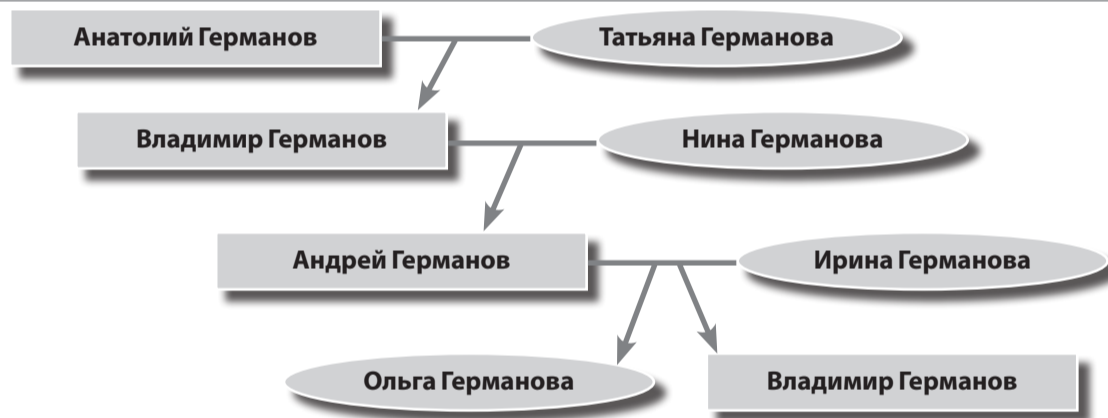 Анатолий Германов
Татьяна Германова
Владимир Германов
Нина Германова
Андрей Германов
Ирина Германова
Ольга Германова
Владимир Германов